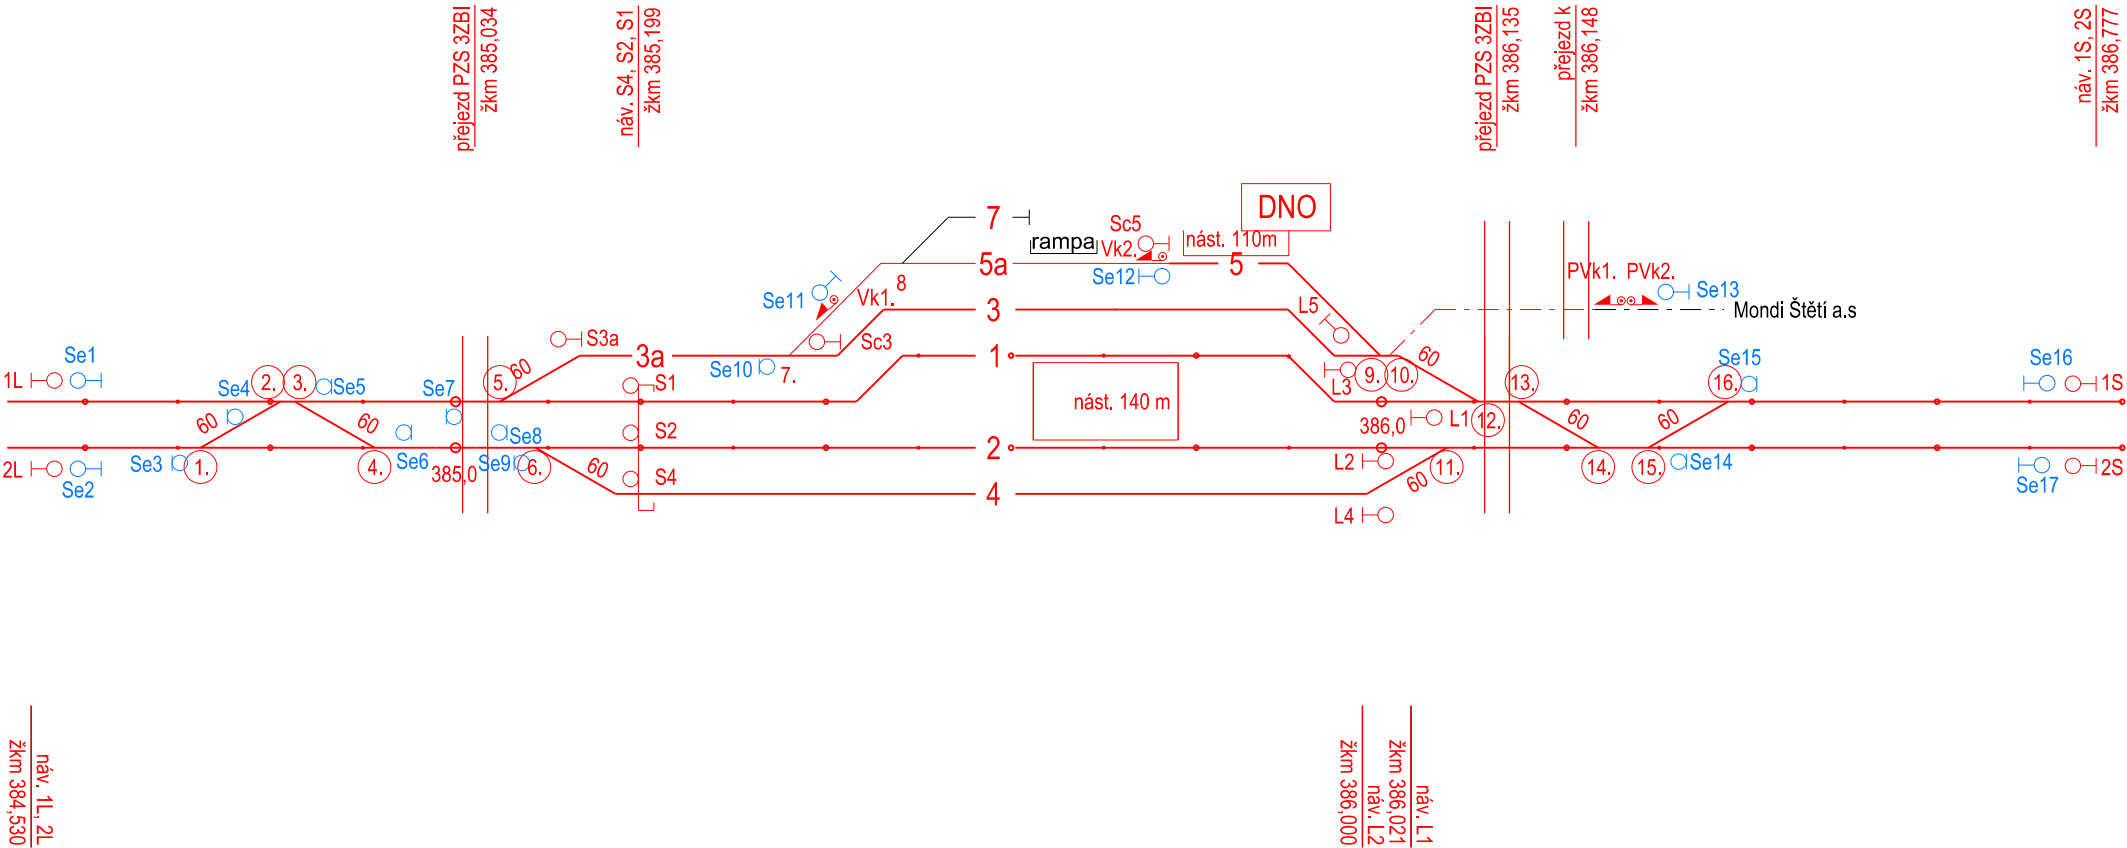 přejezd PZS 3ZBI
žkm 385,034
náv. S4, S2, S1
žkm 385,199
přejezd PZS 3ZBI
žkm 386,135
přejezd k
žkm 386,148
náv. 1S, 2S
žkm 386,777
DNO
7
rampa
Sc5
Vk2.
nást. 110m
5a
5
Se12
8
Se11
Vk1.
PVk1. PVk2.
Se13
Mondi Štětí a.s
3
L5
S3a
Sc3
3a
1
60
60
Se1
Se10
7.
Se15
Se16
1L
2.
3.
Se5
Se4
Se7
5.
S1
L3
9.
10.
13.
16.
1S
nást. 140 m
60
60
386,0
L1
12.
60
60
Se8
S2
2
Se3
1.
4.
Se6
385,0
Se9
6.
60
S4
L2
11.
14.
15.
Se14
2L
Se2
60
Se17
2S
4
L4
náv. 1L, 2L
žkm 384,530
náv. L2
žkm 386,000
náv. L1
žkm 386,021